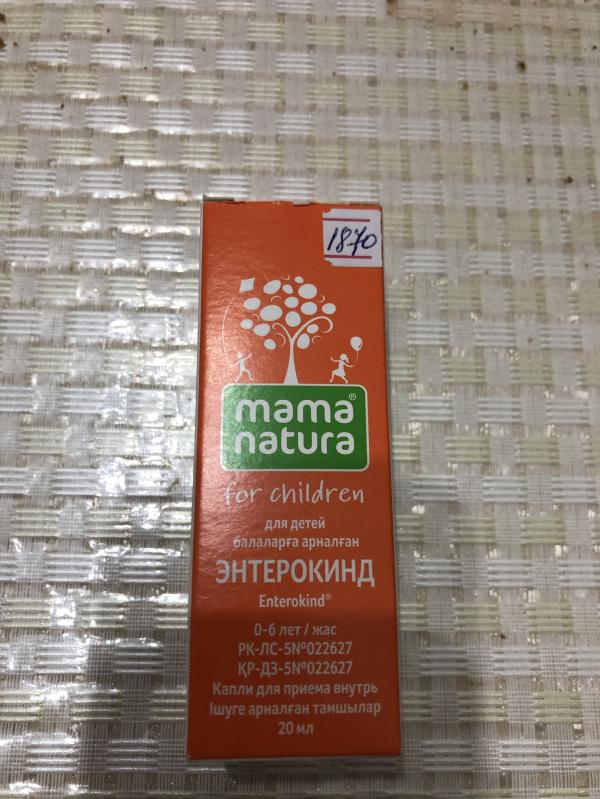 1870
mama®
natura
for children
для детей
балаларға арналған
ЭНТЕРОКИНД
Enterokind®
0-6 лет / жас
РК-ЛС-5№022627
ҚР-ДЗ-5№022627
Капли для приема внутрь
Ішуге арналған тамшылар
20 мл